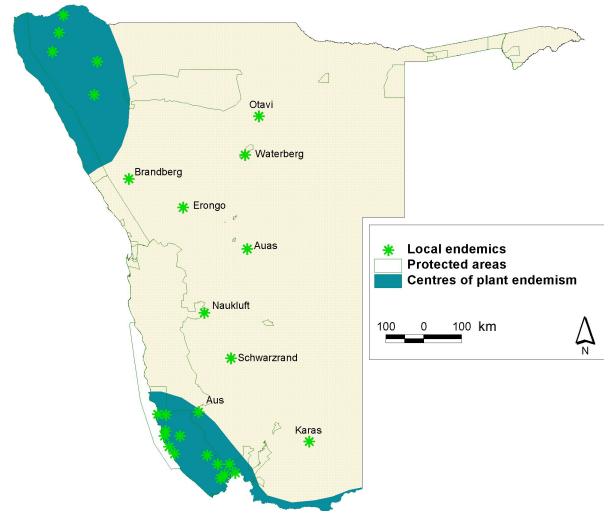 Otavi
Waterberg
Brandberg
Erongo
Auas
Local endemics
Protected areas
Centres of plant endemism
Naukluft
100 0 100 km
N
Schwarzrand
Aus
Karas